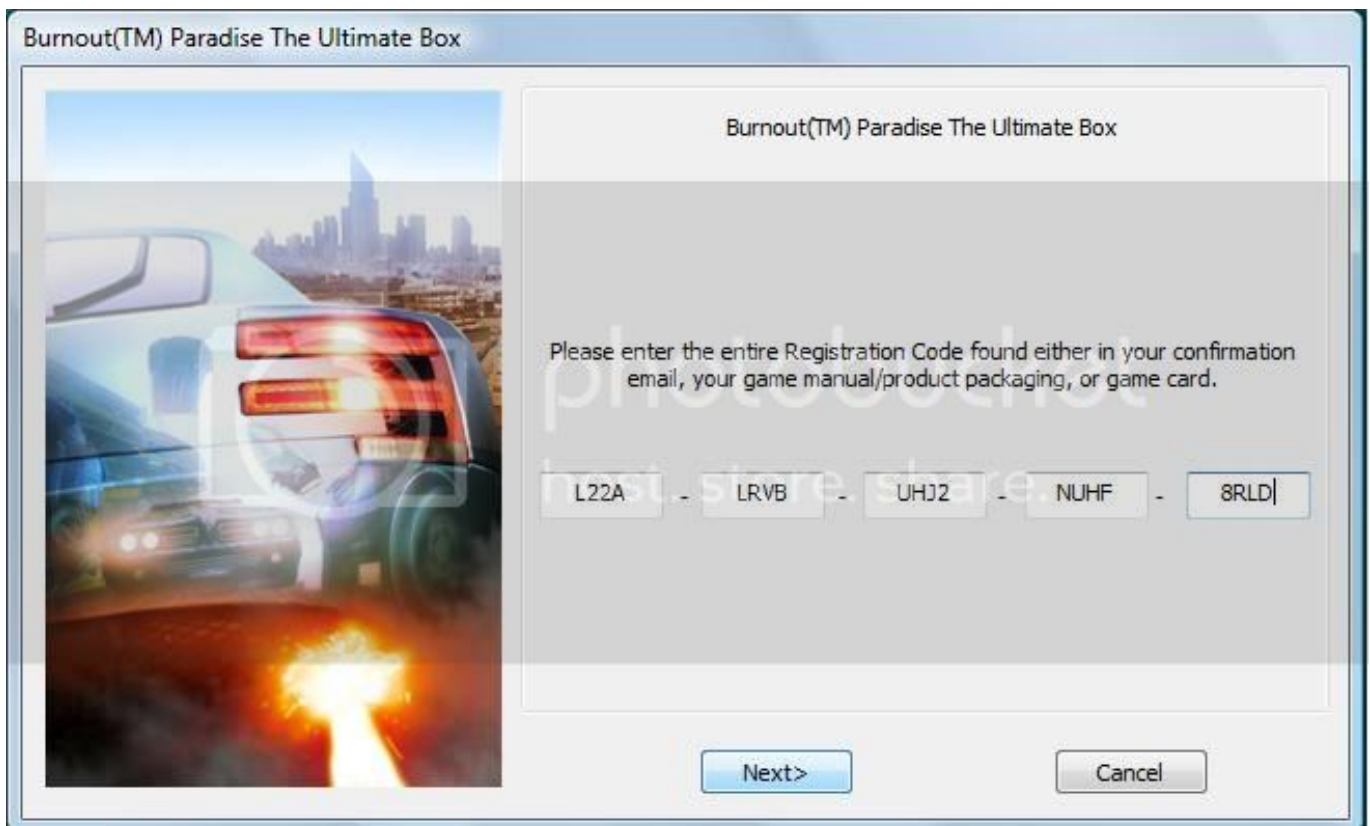 Burnout(TM) Paradise The Ultimate Box
Burnout(TM) Paradise The Ultimate Box
Please enter the entire Registration Code found either in your confirmation
email, your game manual/product packaging, or game card.
photobucket
host. store. share.
L22A - LRVB - UHJ2 - NUHF - 8RLD
Next>
Cancel